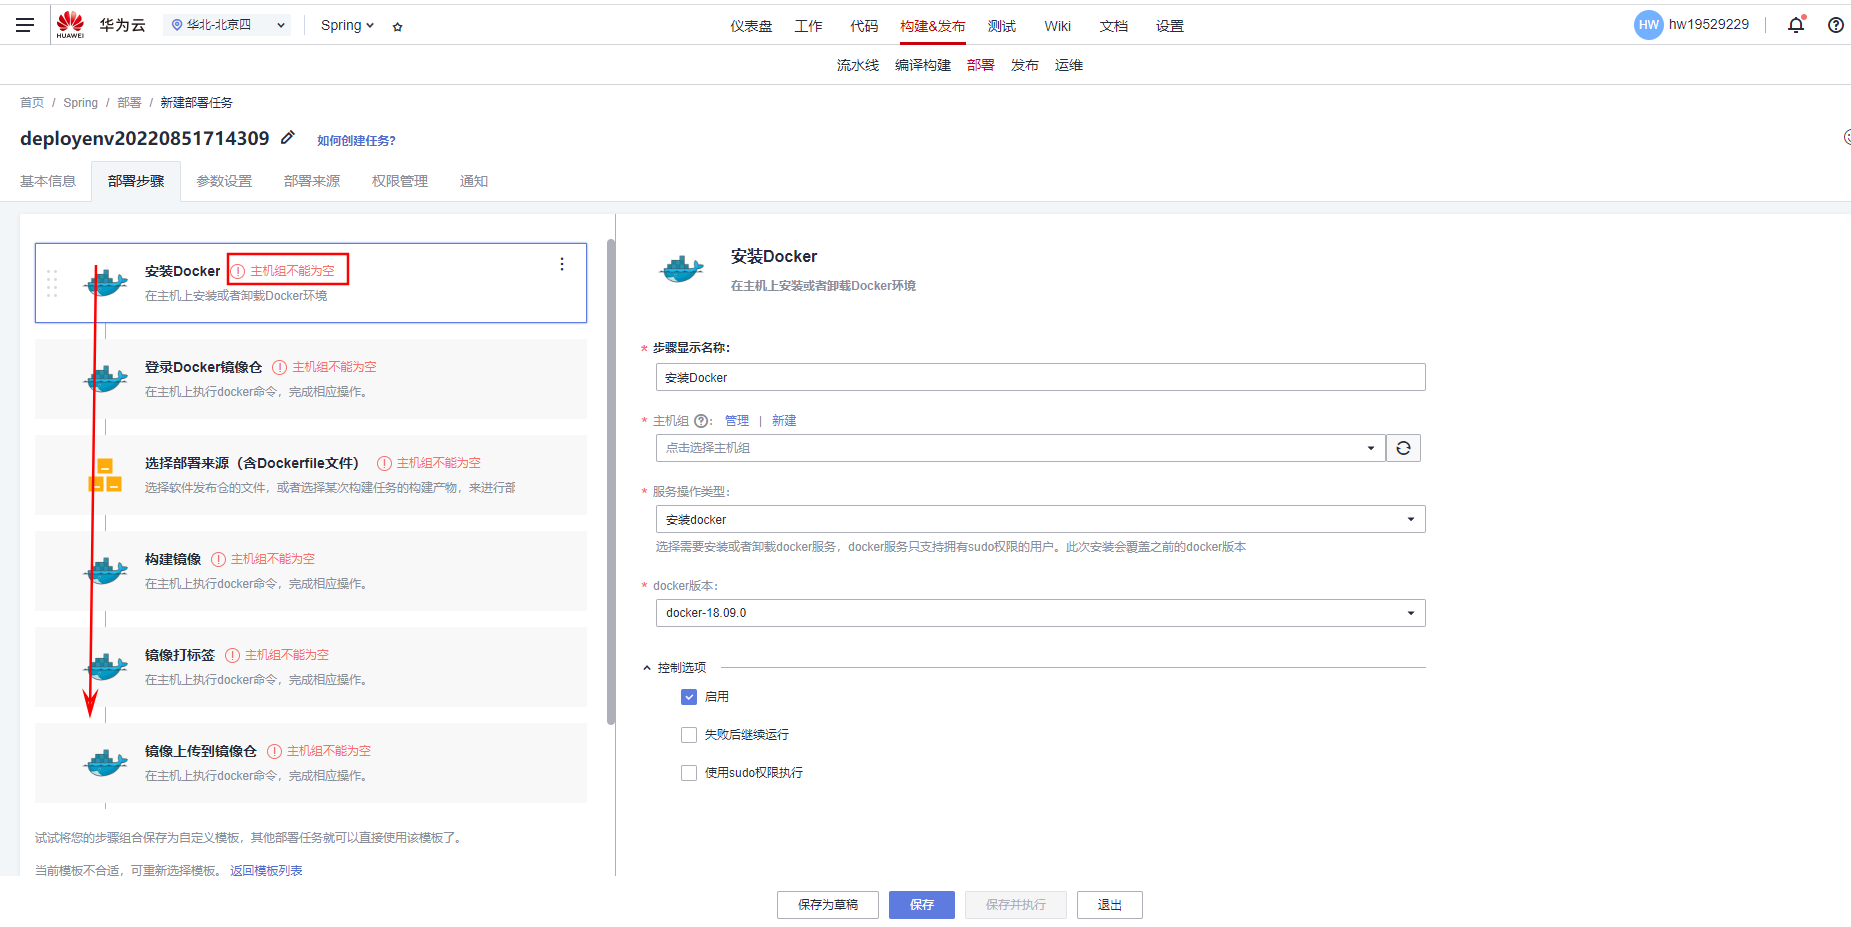 HUAWEI
华为云
华北-北京四
Spring
仪表盘 工作 代码 构建&发布 测试 Wiki 文档 设置
HW hw19529229
流水线 编译构建 部署 发布 运维
首页 / Spring / 部署 / 新建部署任务
deployenv20220851714309 如何创建任务?
基本信息 部署步骤 参数设置 部署来源 权限管理 通知
安装Docker 主机组不能为空
在主机上安装或者卸载Docker环境
登录Docker镜像仓 主机组不能为空
在主机上执行docker命令，完成相应操作。
选择部署来源（含Dockerfile文件） 主机组不能为空
选择软件发布仓的文件，或者选择某次构建任务的构建产物，来进行部
构建镜像 主机组不能为空
在主机上执行docker命令，完成相应操作。
镜像打标签 主机组不能为空
在主机上执行docker命令，完成相应操作。
镜像上传到镜像仓 主机组不能为空
在主机上执行docker命令，完成相应操作。
试试将您的步骤组合保存为自定义模板，其他部署任务就可以直接使用该模板了。
当前模板不合适，可重新选择模板。 返回模板列表
安装Docker
在主机上安装或者卸载Docker环境
* 步骤显示名称:
安装Docker
* 主机组 : 管理 | 新建
点击选择主机组
* 服务操作类型:
安装docker
选择需要安装或者卸载docker服务，docker服务只支持拥有sudo权限的用户。此次安装会覆盖之前的docker版本
* docker版本:
docker-18.09.0
控制选项
启用
失败后继续运行
使用sudo权限执行
保存为草稿 保存 保存并执行 退出